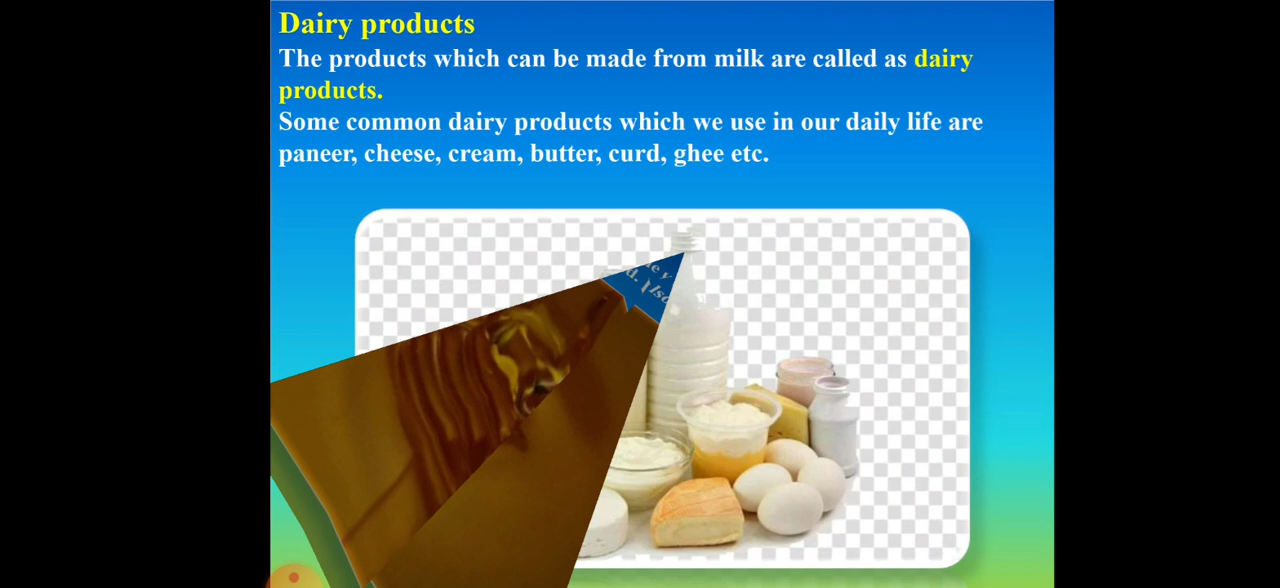 Dairy products
The products which can be made from milk are called as dairy
products.
Some common dairy products which we use in our daily life are
paneer, cheese, cream, butter, curd, ghee etc.